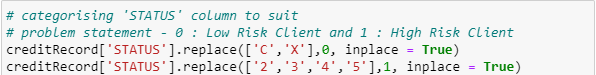 # categorising 'STATUS' column to suit
# problem statement - 0 : Low Risk Client and 1 : High Risk Client
creditRecord['STATUS'].replace(['C','X'],0, inplace = True)
creditRecord['STATUS'].replace(['2','3','4','5'],1, inplace = True)